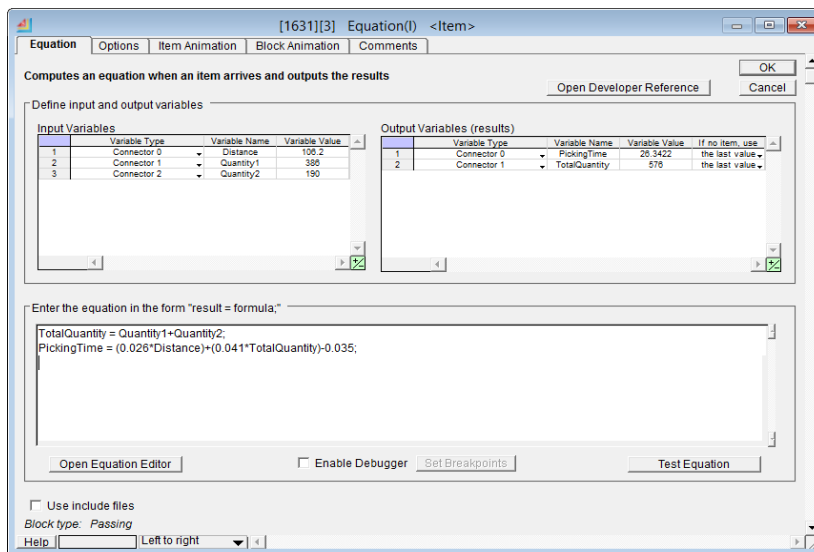 [1631][3] Equation(I) <Item>
Equation Options Item Animation Block Animation Comments
Computes an equation when an item arrives and outputs the results
OK
Open Developer Reference Cancel
Define input and output variables
Input Variables
Variable Type Variable Name Variable Value
1 Connector 0 Distance 106.2
2 Connector 1 Quantity1 386
3 Connector 2 Quantity2 190
Output Variables (results)
Variable Type Variable Name Variable Value If no item, use
1 Connector 0 PickingTime 26.3422 the last value
2 Connector 1 TotalQuantity 576 the last value
Enter the equation in the form "result = formula;"
TotalQuantity = Quantity1+Quantity2;
PickingTime = (0.026*Distance)+(0.041*TotalQuantity)-0.035;
Open Equation Editor Enable Debugger Set Breakpoints Test Equation
Use include files
Block type: Passing
Help Left to right